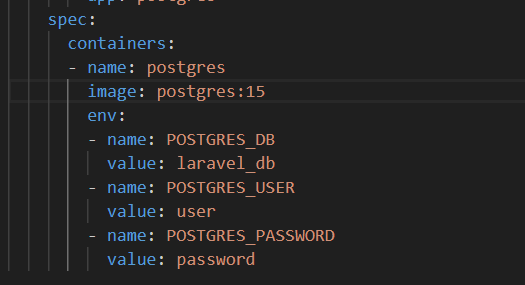 app: postgres
spec:
containers:
- name: postgres
image: postgres:15
env:
- name: POSTGRES_DB
value: laravel_db
- name: POSTGRES_USER
value: user
- name: POSTGRES_PASSWORD
value: password